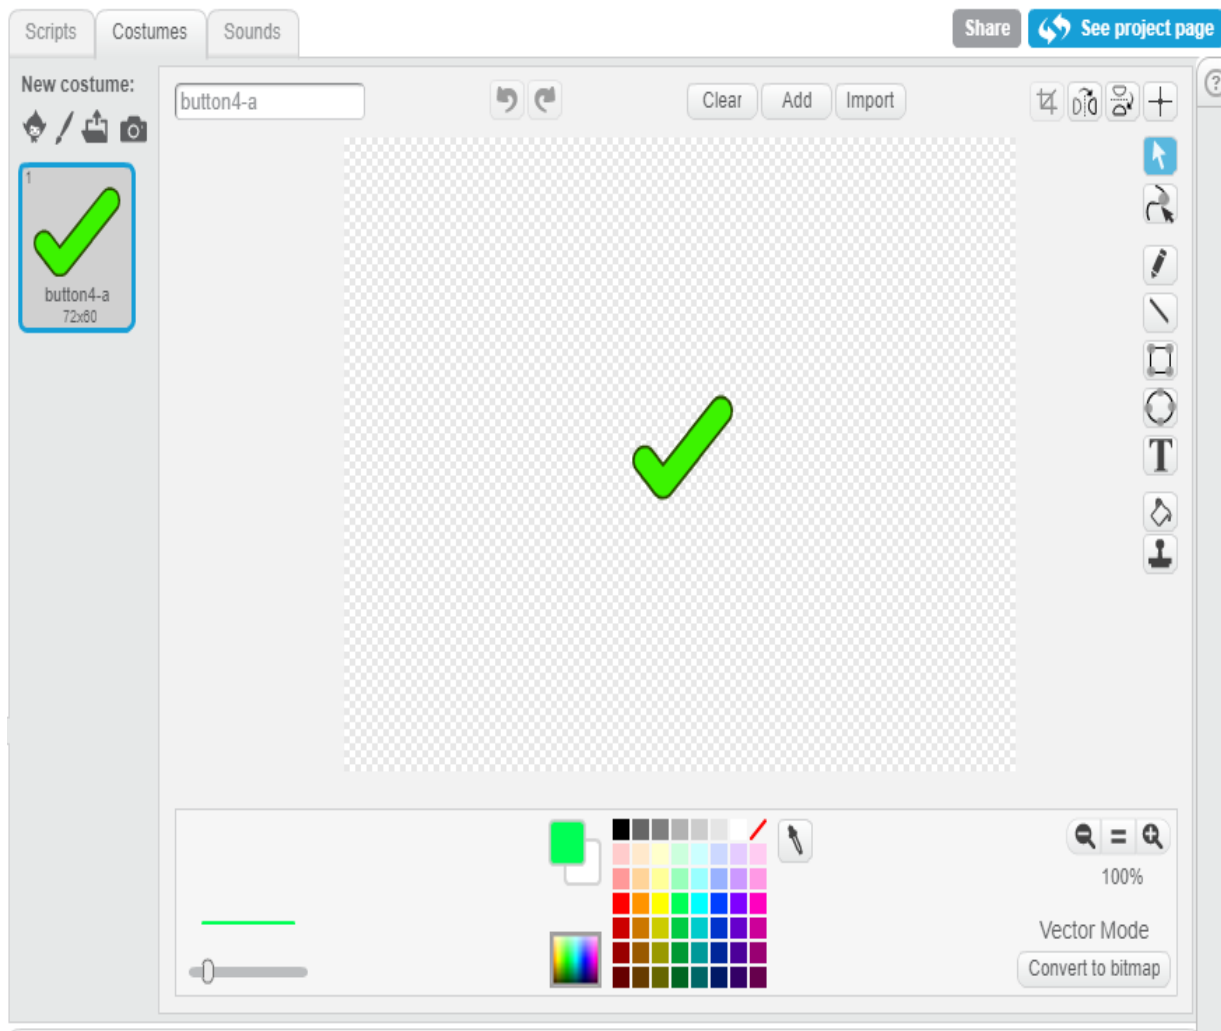 Scripts Costumes Sounds Share See project page
New costume:
button4-a Clear Add Import
1
button4-a
72x60
T
100%
Vector Mode
Convert to bitmap